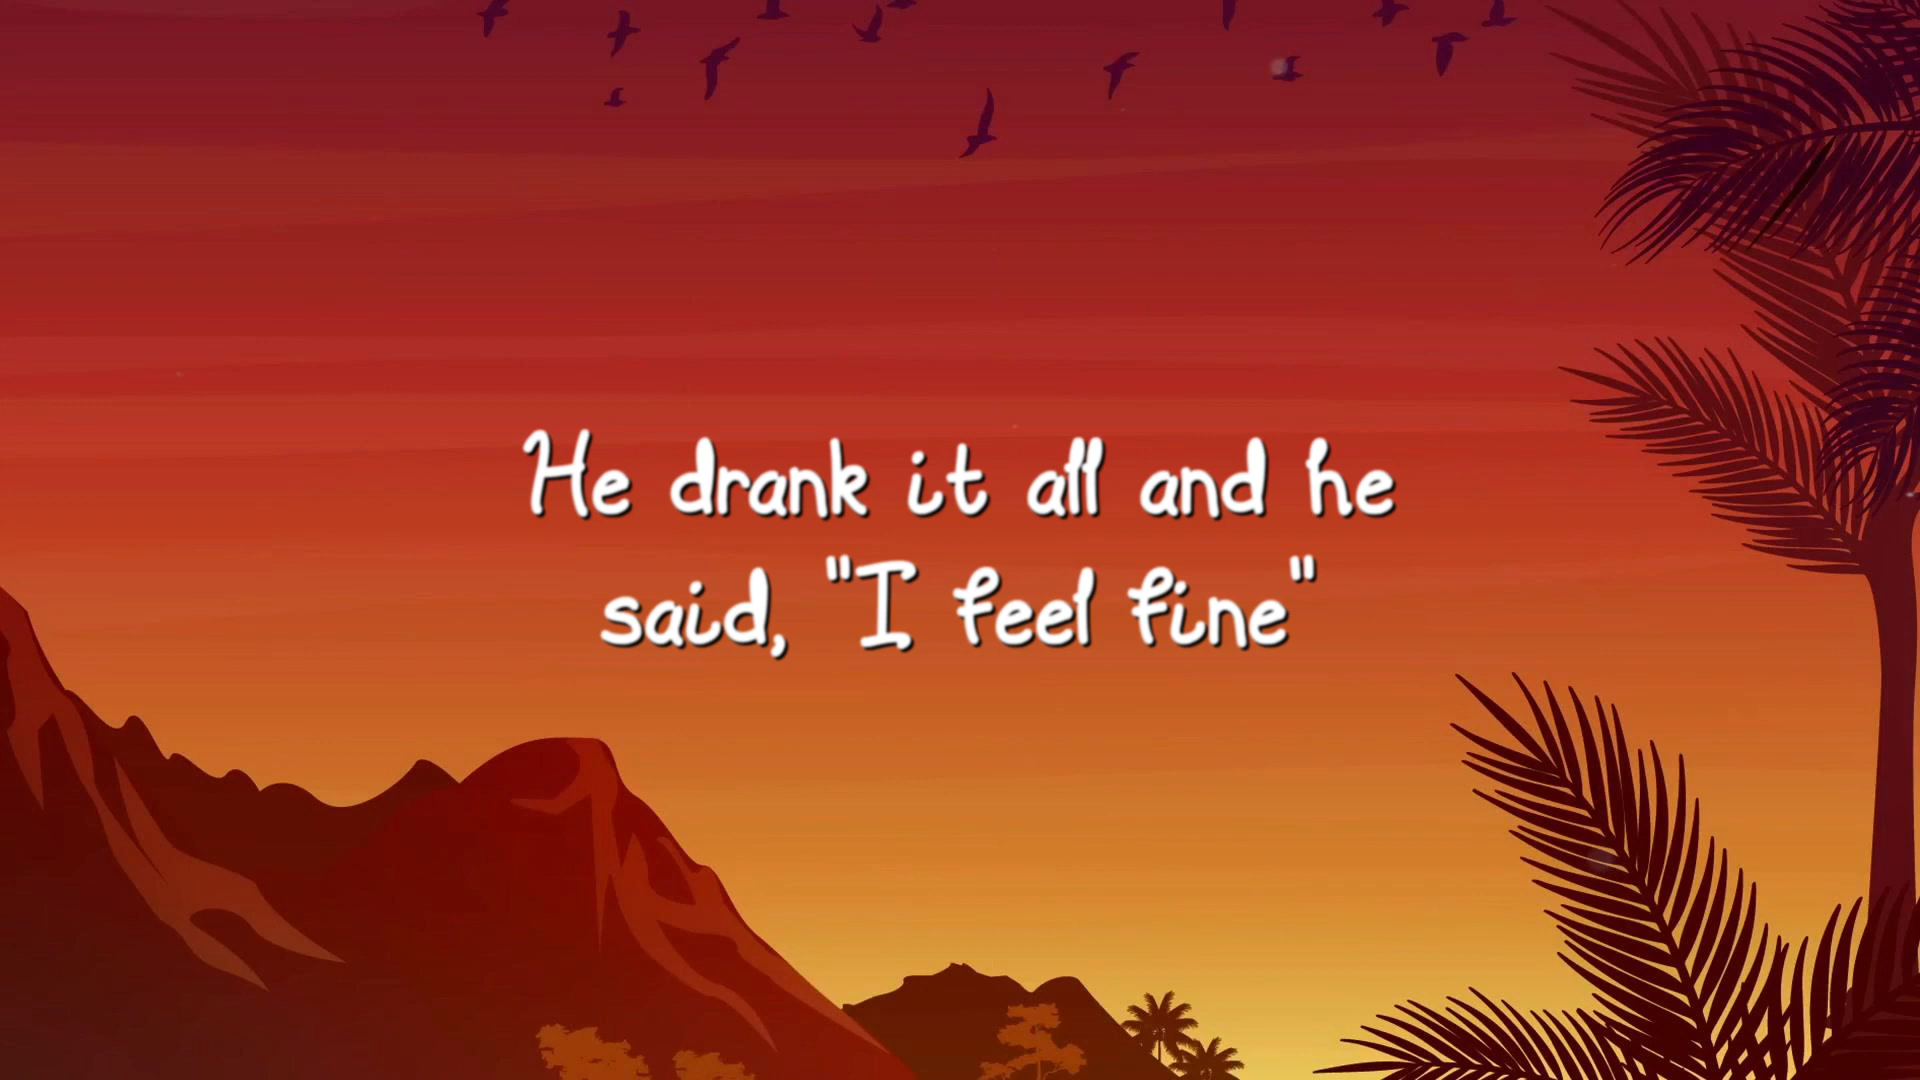 He drank it all and he
said, "I feel fine"